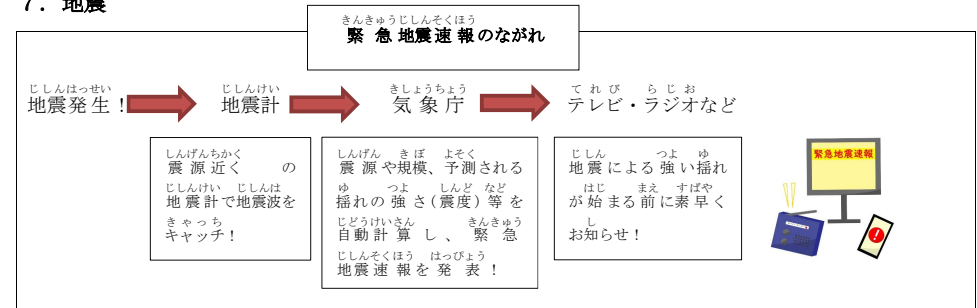 ７．地震
きんきゅうじしんそくほう
緊急地震速報のながれ
じしんはっせい　じしんけい　きしょうちょう　てれび　らじお
地震発生！　地震計　気象庁　テレビ・ラジオなど
しんげんちかく
震源近くの
じしんけい　じしんは
地震計で地震波を
きゃっち
キャッチ！
しんげん　きぼ　よそく
震源や規模、予測される
ゆ　つよ　しんど　など
揺れの強さ(震度)等を
じどうけいさん　きんきゅう
自動計算し、緊急
じしんそくほう　はっぴょう
地震速報を発表！
じしん　つよ　ゆ
地震による強い揺れ
はじ　まえ　すばや
が始まる前に素早く
し
お知らせ！
緊急地震速報